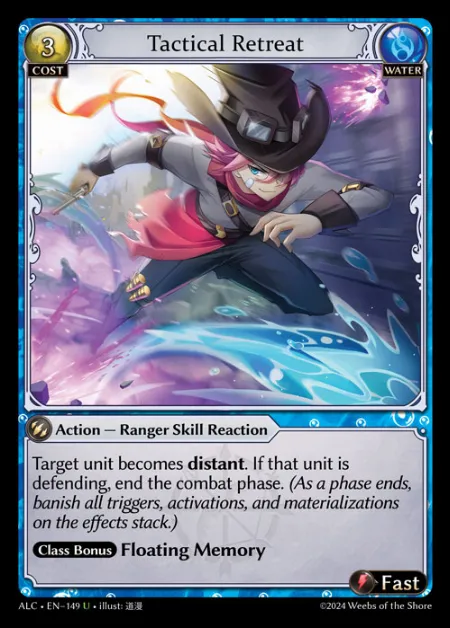 3
Tactical Retreat
COST
WATER
Action — Ranger Skill Reaction
Target unit becomes distant. If that unit is
defending, end the combat phase. (As a phase ends,
banish all triggers, activations, and materializations
on the effects stack.)
Class Bonus Floating Memory
Fast
ALC • EN-149 U • illust: 道漫
©2024 Weebs of the Shore